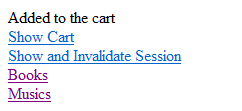 Added to the cart
Show Cart
Show and Invalidate Session
Books
Musics